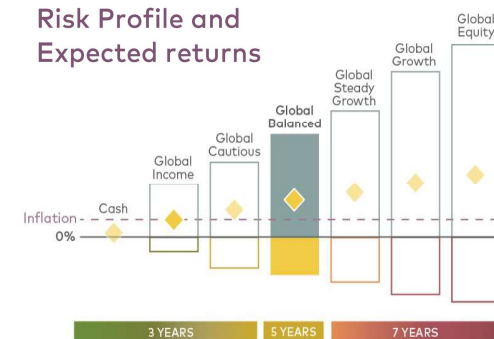 Risk Profile and
Expected returns
Global
Equity
Global
Growth
Global
Steady
Growth
Global
Balanced
Global
Cautious
Global
Income
Cash
Inflation
0%
3 YEARS
5 YEARS
7 YEARS